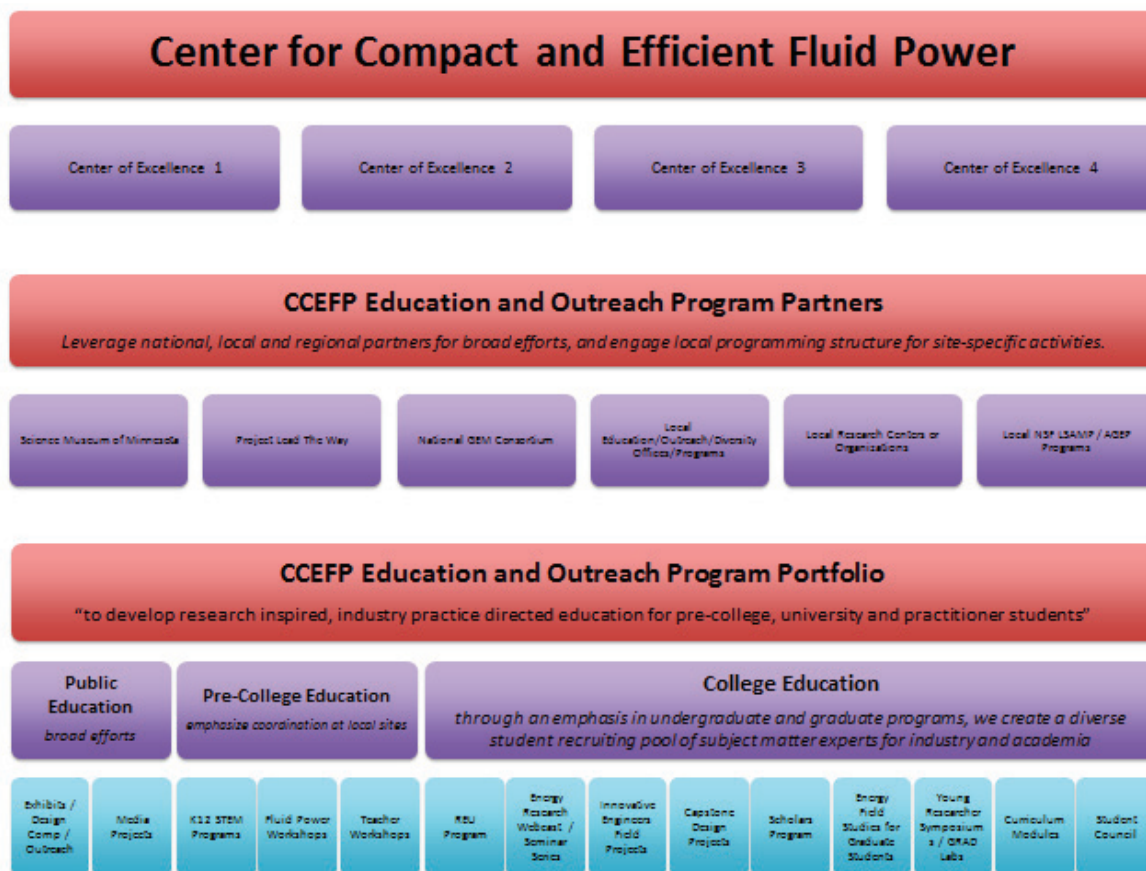 Center for Compact and Efficient Fluid Power
Center of Excellence 1
Center of Excellence 2
Center of Excellence 3
Center of Excellence 4
CCEFP Education and Outreach Program Partners
Leverage national, local and regional partners for broad efforts, and engage local programming structure for site-specific activities.
Science Museum of Minnesota
Project Lead The Way
National GEM Consortium
Local
Education/Outreach/Diversity
Offices/Programs
Local Research Centers or
Organizations
Local NSF LSAMP / AGEP
Programs
CCEFP Education and Outreach Program Portfolio
“to develop research inspired, industry practice directed education for pre-college, university and practitioner students”
Public
Education
broad efforts
Pre-College Education
emphasize coordination at local sites
College Education
through an emphasis in undergraduate and graduate programs, we create a diverse
student recruiting pool of subject matter experts for industry and academia
Exhibits /
Design
Comp /
Outreach
Media
Projects
K12 STEM
Programs
Fluid Power
Workshops
Teacher
Workshops
REU
Program
Energy
Research
Webcast /
Seminar
Series
Innovative
Engineers
Field
Projects
Capstone
Design
Projects
Scholars
Program
Energy
Field
Studies for
Graduate
Students
Young
Researcher
Symposium
s / GRAD
Labs
Curriculum
Modules
Student
Council